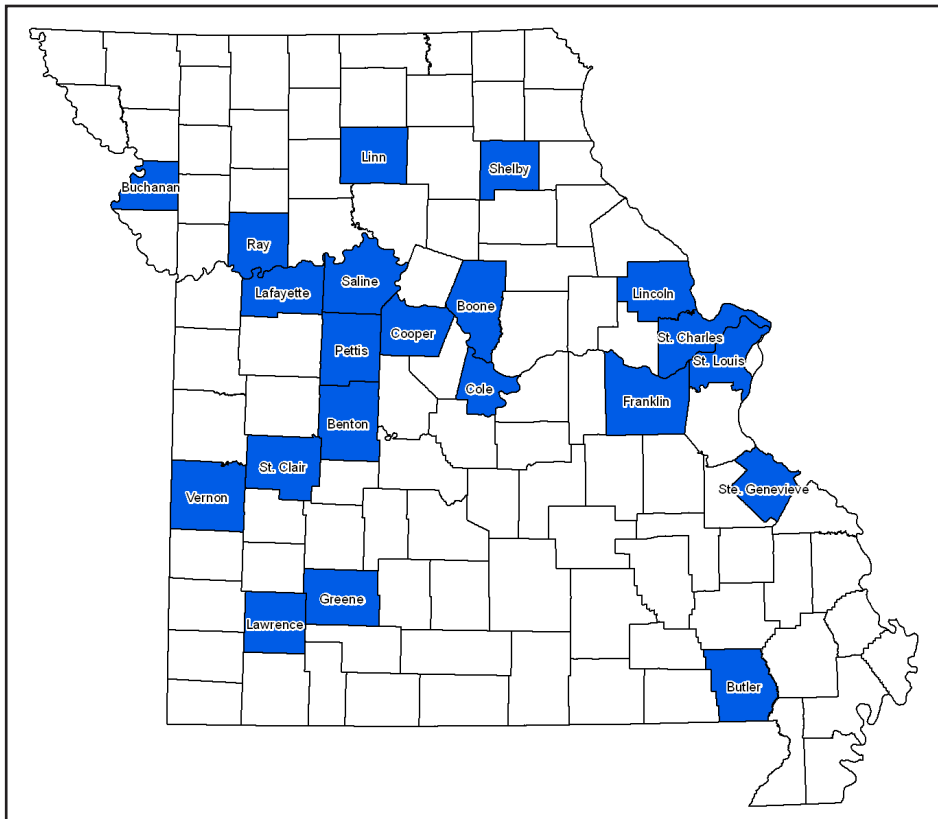 Linn
Shelby
Buchanan
Ray
Saline
Lafayette
Lincoln
Boone
Cooper
St. Charles
Pettis
St. Louis
Cole
Franklin
Benton
St. Clair
Ste. Genevieve
Vernon
Greene
Lawrence
Butler